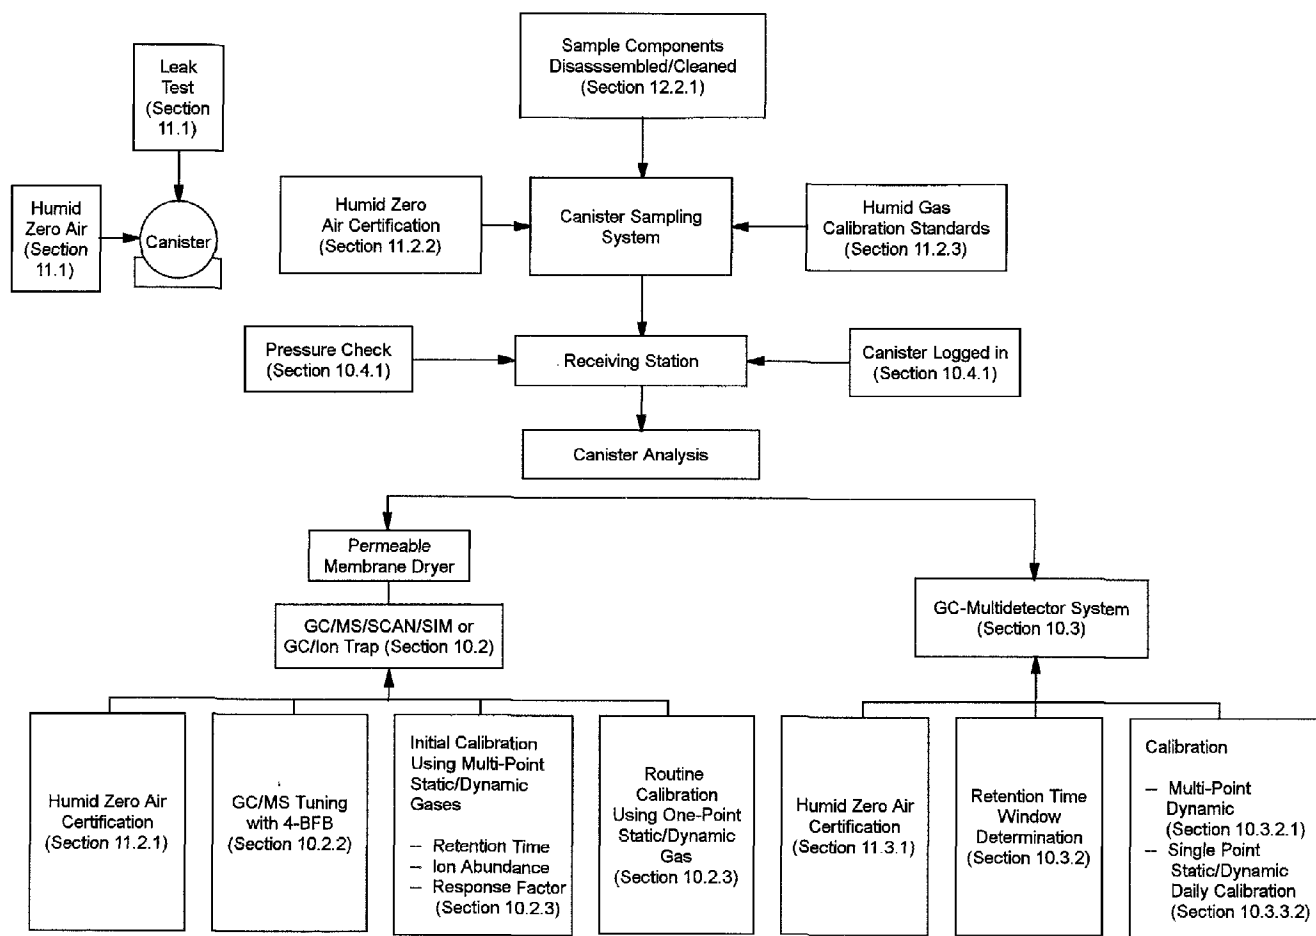 Sample Components
Disasssembled/Cleaned
(Section 12.2.1)
Leak
Test
(Section
11.1)
Humid
Zero Air
(Section
11.1)
Canister
Humid Zero
Air Certification
(Section 11.2.2)
Canister Sampling
System
Humid Gas
Calibration Standards
(Section 11.2.3)
Pressure Check
(Section 10.4.1)
Receiving Station
Canister Logged in
(Section 10.4.1)
Canister Analysis
Permeable
Membrane Dryer
GC/MS/SCAN/SIM or
GC/Ion Trap (Section 10.2)
GC-Multidetector System
(Section 10.3)
Humid Zero Air
Certification
(Section 11.2.1)
GC/MS Tuning
with 4-BFB
(Section 10.2.2)
Initial Calibration
Using Multi-Point
Static/Dynamic
Gases
– Retention Time
– Ion Abundance
– Response Factor
(Section 10.2.3)
Routine
Calibration
Using One-Point
Static/Dynamic
Gas
(Section 10.2.3)
Humid Zero Air
Certification
(Section 11.3.1)
Retention Time
Window
Determination
(Section 10.3.2)
Calibration
– Multi-Point
Dynamic
(Section 10.3.2.1)
– Single Point
Static/Dynamic
Daily Calibration
(Section 10.3.3.2)